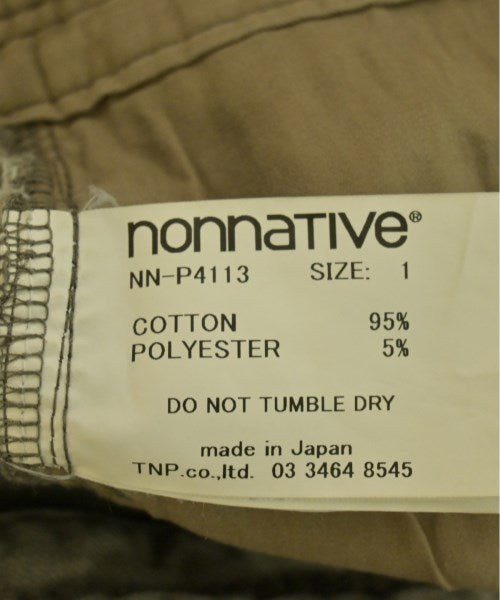 nonnative®
NN-P4113 SIZE: 1
COTTON 95%
POLYESTER 5%
DO NOT TUMBLE DRY
made in Japan
TNP.co.,ltd. 03 3464 8545